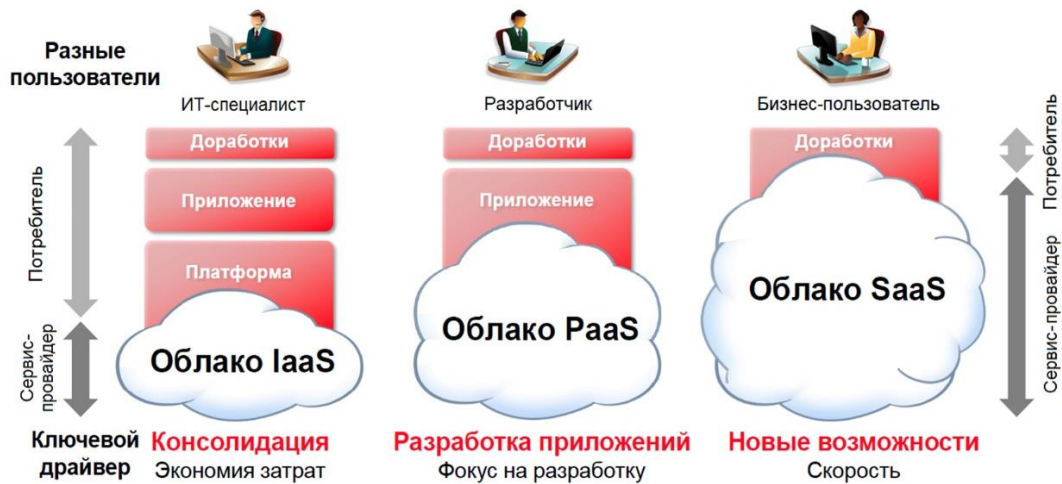 Разные
пользователи
ИТ-специалист
Разработчик
Бизнес-пользователь
Потребитель
Сервис-
провайдер
Доработки
Приложение
Платформа
Облако IaaS
Доработки
Приложение
Облако PaaS
Доработки
Облако SaaS
Потребитель
Сервис-провайдер
Ключевой
драйвер
Консолидация
Экономия затрат
Разработка приложений
Фокус на разработку
Новые возможности
Скорость